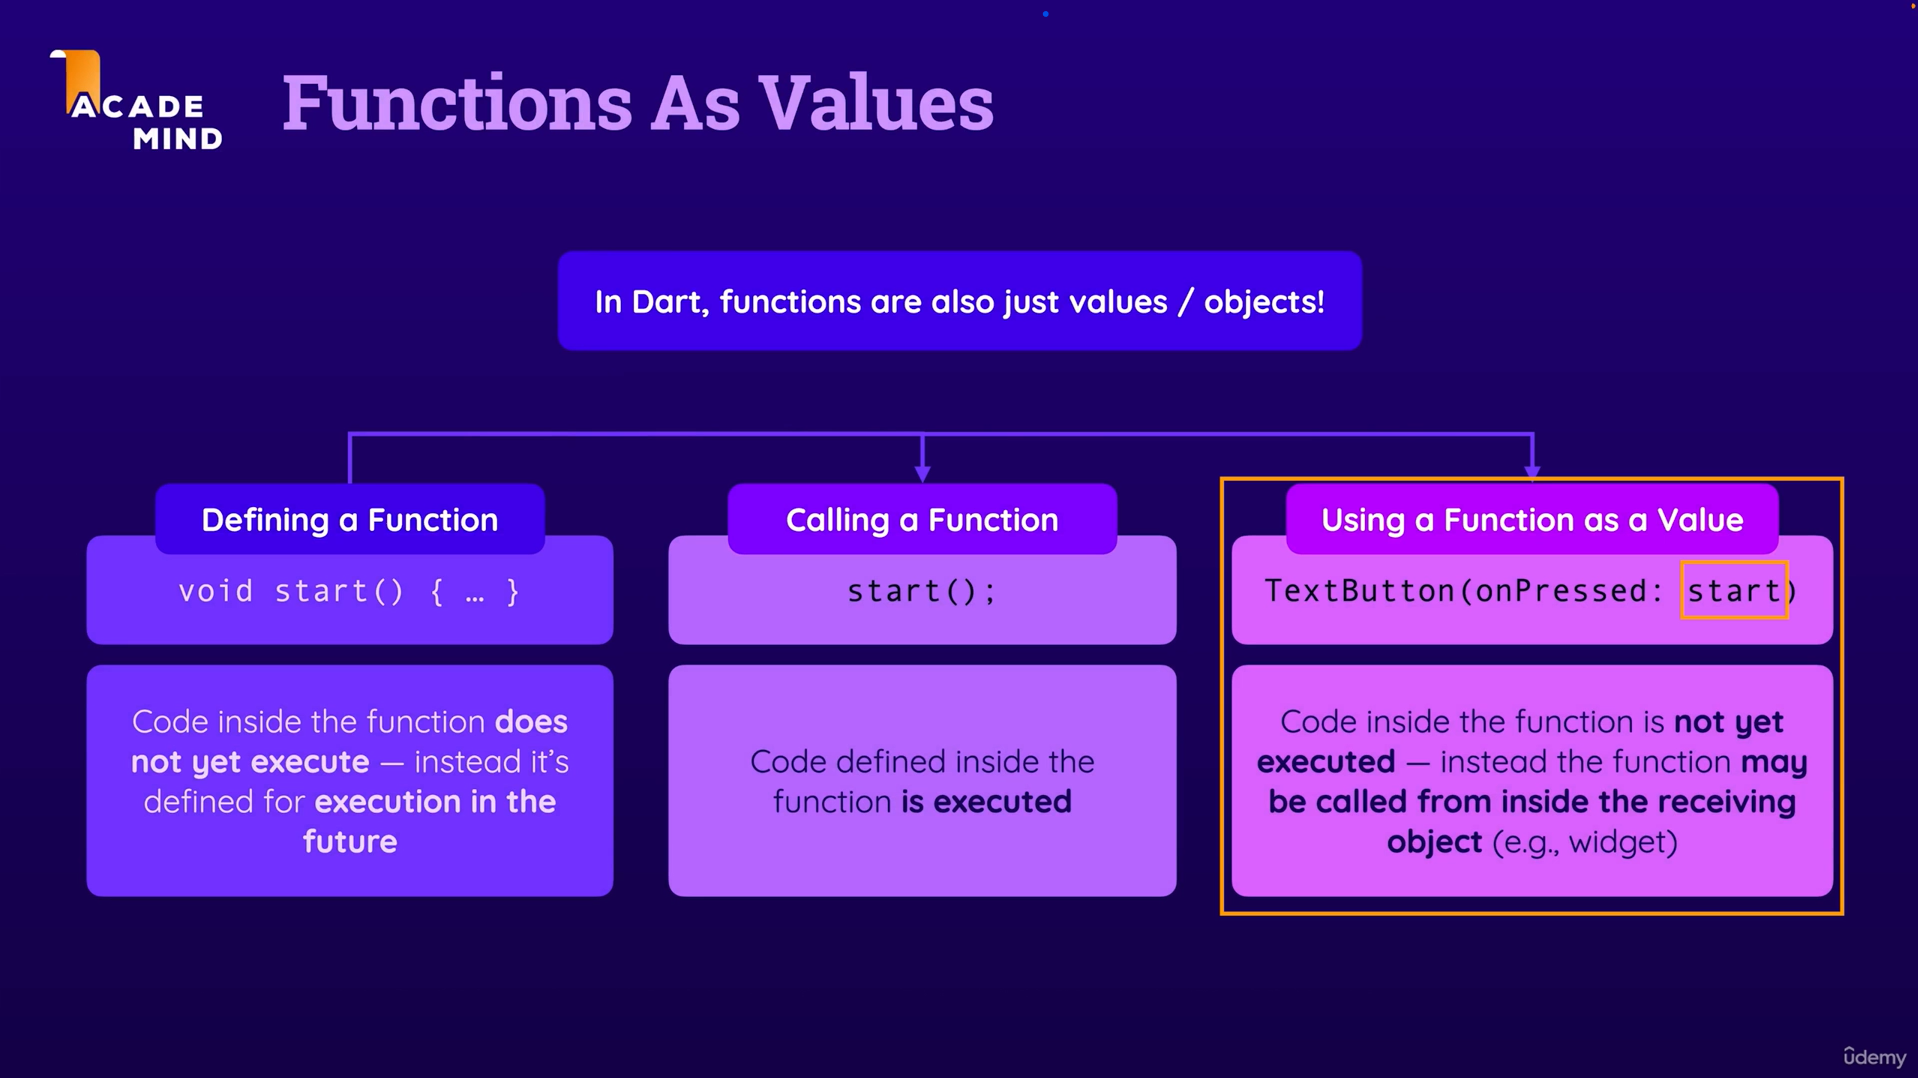 ACADE
MIND
Functions As Values
In Dart, functions are also just values / objects!
Defining a Function
void start() { … }
Code inside the function does
not yet execute — instead it’s
defined for execution in the
future
Calling a Function
start();
Code defined inside the
function is executed
Using a Function as a Value
TextButton(onPressed: start)
Code inside the function is not yet
executed — instead the function may
be called from inside the receiving
object (e.g., widget)
ûdemy